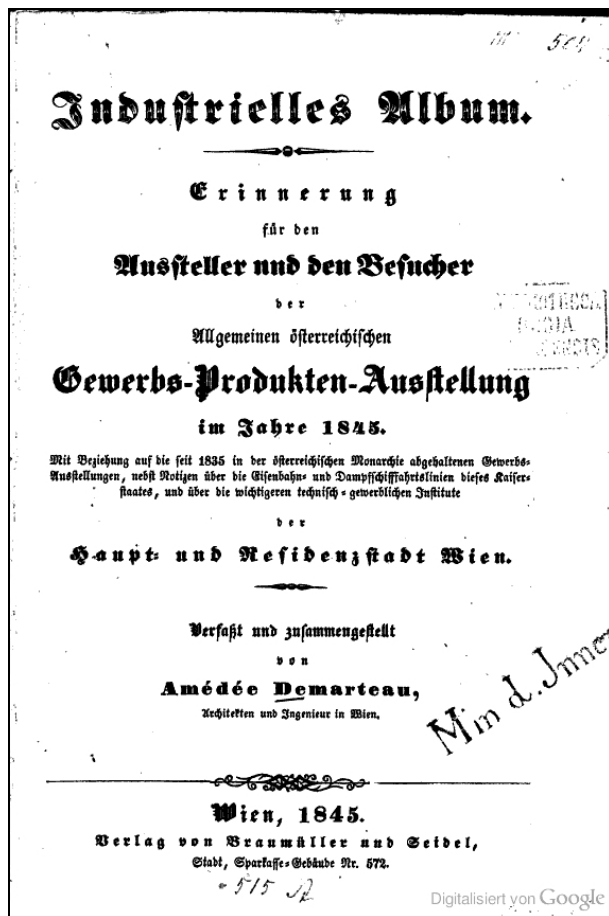 504
Industrielles Album.
Erinnerung
für den
Aussteller und den Besucher
der
Allgemeinen österreichischen
Gewerbs-Produkten-Ausstellung
im Jahre 1845.
Mit Beziehung auf die seit 1835 in der österreichischen Monarchie abgehaltenen Gewerbs-
Ausstellungen, nebst Notizen über die Eisenbahn- und Dampfschifffahrtslinien dieses Kaiser-
staates, und über die wichtigeren technisch-gewerblichen Institute
der
Haupt- und Residenzstadt Wien.
Verfaßt und zusammengestellt
von
Amédée Demarteau,
Architekten und Ingenieur in Wien.
Min d. Inner
Wien, 1845.
Verlag von Braumüller und Seidel,
Stadt, Sparkasse-Gebäude Nr. 572.
515
Digitalisiert von Google